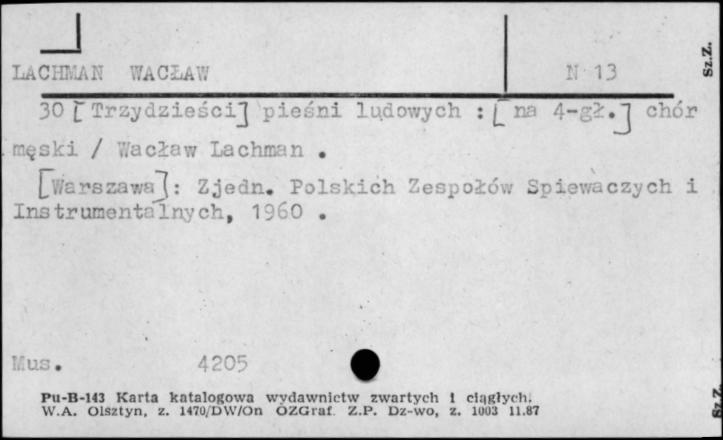 LACHMAN WACŁAW N 13
Sz.Z.
30 [Trzydzieści] pieśni ludowych : [na 4-gł.] chór
męski / Wacław Lachman .
[Warszawa]: Zjedn. Polskich Zespołów Spiewaczych i
Instrumentalnych, 1960 .
Mus. 4205
Pu-B-143 Karta katalogowa wydawnictw zwartych i ciągłych.
W.A. Olsztyn, z. 1470/DW/On OZGraf. Z.P. Dz-wo, z. 1003 11.87
Sz.Z.